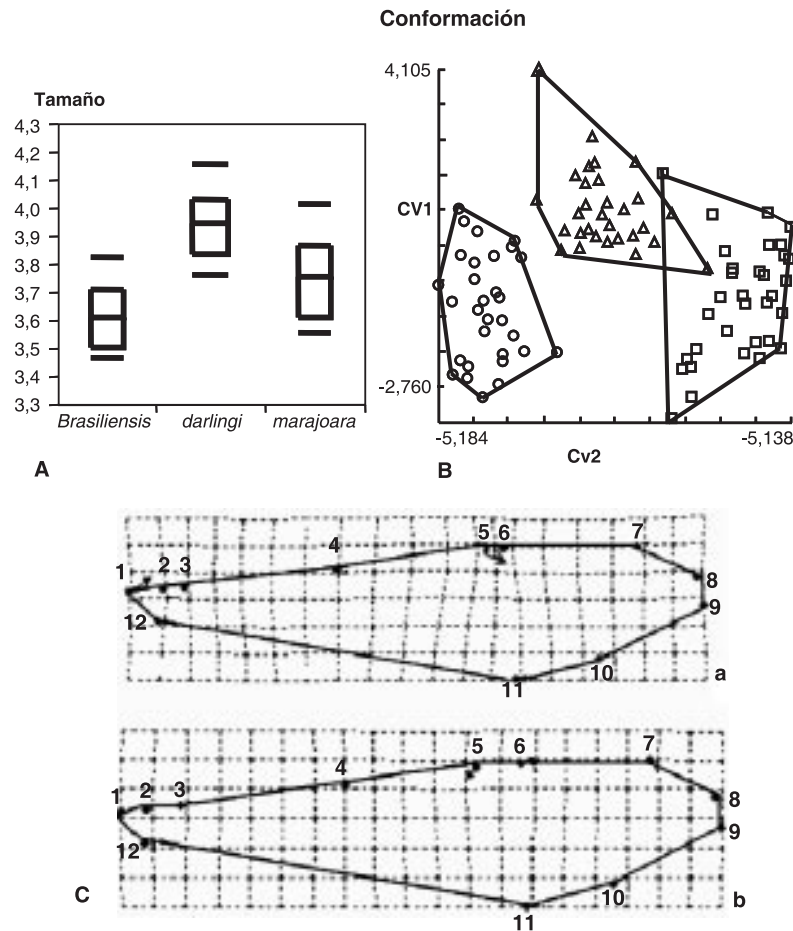 Conformación
Tamaño
4,3
4,2
4,1
4,0
3,9
3,8
3,7
3,6
3,5
3,4
3,3
Brasiliensis darlingi marajoara
A
4,105
CV1
-2,760
-5,184 -5,138
Cv2
B
1 2 3 4 5 6 7 8 9 10 11 12
a
1 2 3 4 5 6 7 8 9 10 11 12
b
C